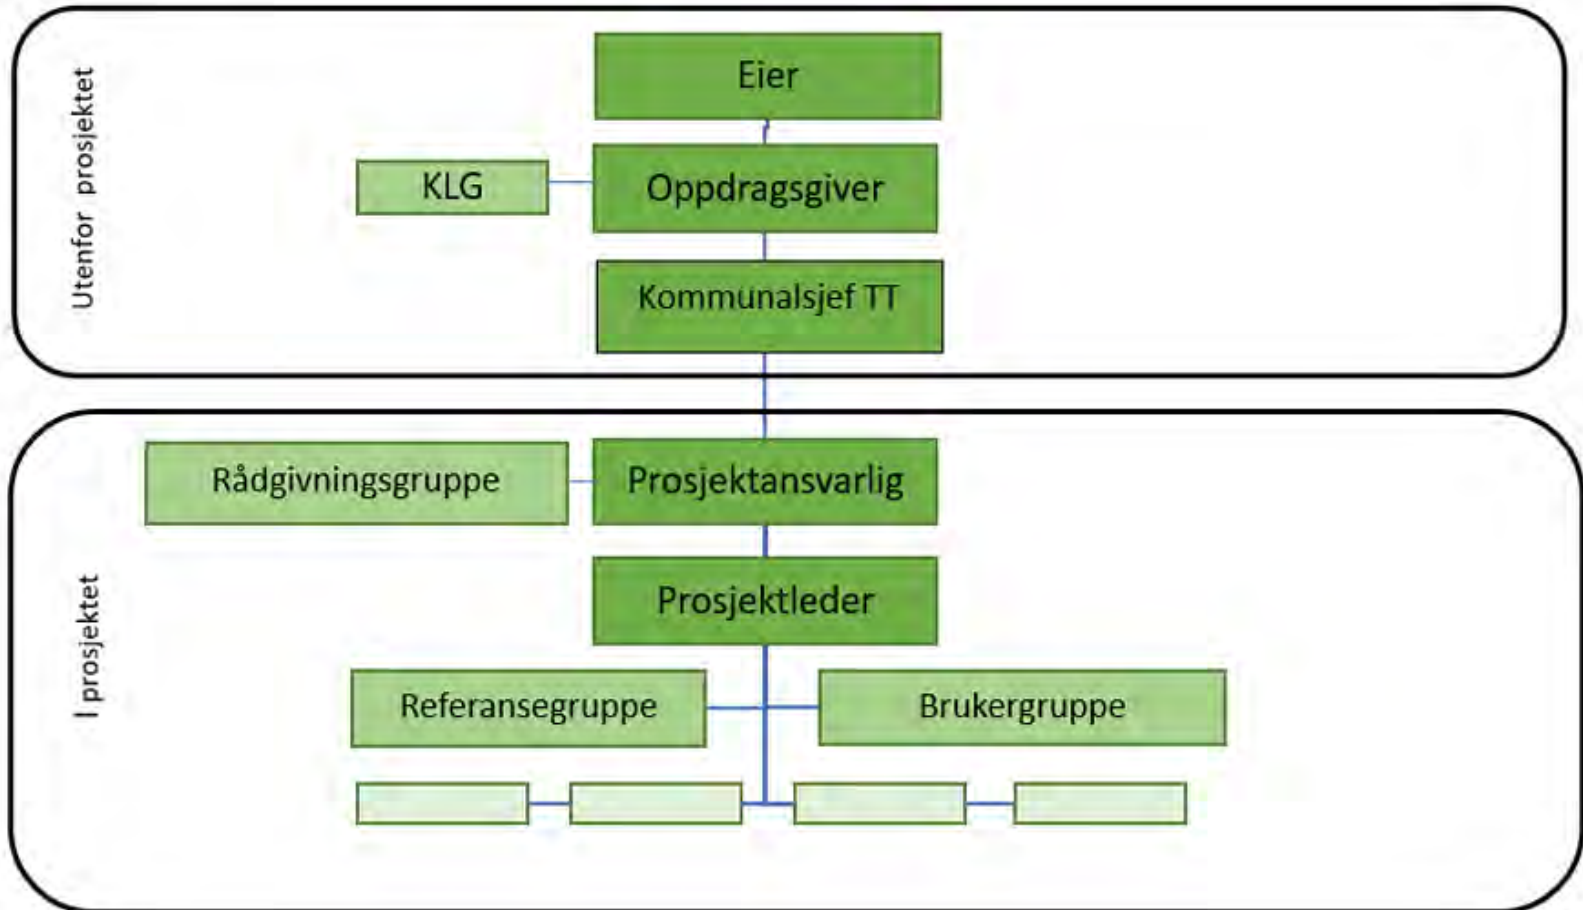 Utenfor prosjektet
Eier
KLG
Oppdragsgiver
Kommunalsjef TT
I prosjektet
Rådgivningsgruppe
Prosjektansvarlig
Prosjektleder
Referansegruppe
Brukergruppe